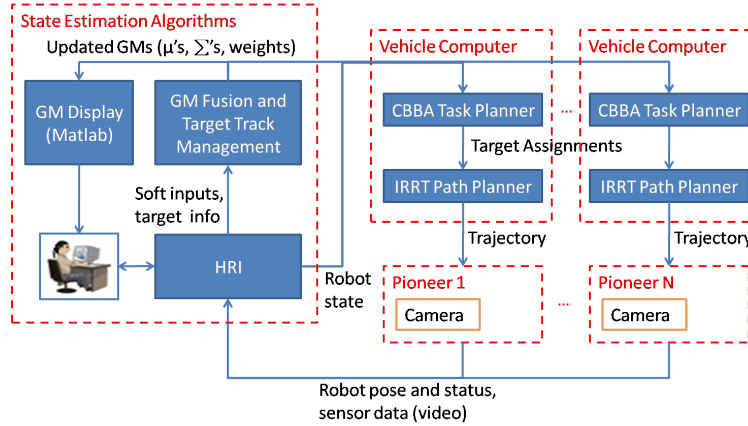 State Estimation Algorithms
Updated GMs (μ's, Σ's, weights)
GM Display
(Matlab)
GM Fusion and
Target Track
Management
Soft inputs,
target info
HRI
Robot
state
Vehicle Computer
CBBA Task Planner
Target Assignments
IRRT Path Planner
Trajectory
Pioneer 1
Camera
...
...
Vehicle Computer
CBBA Task Planner
IRRT Path Planner
Trajectory
Pioneer N
Camera
Robot pose and status,
sensor data (video)